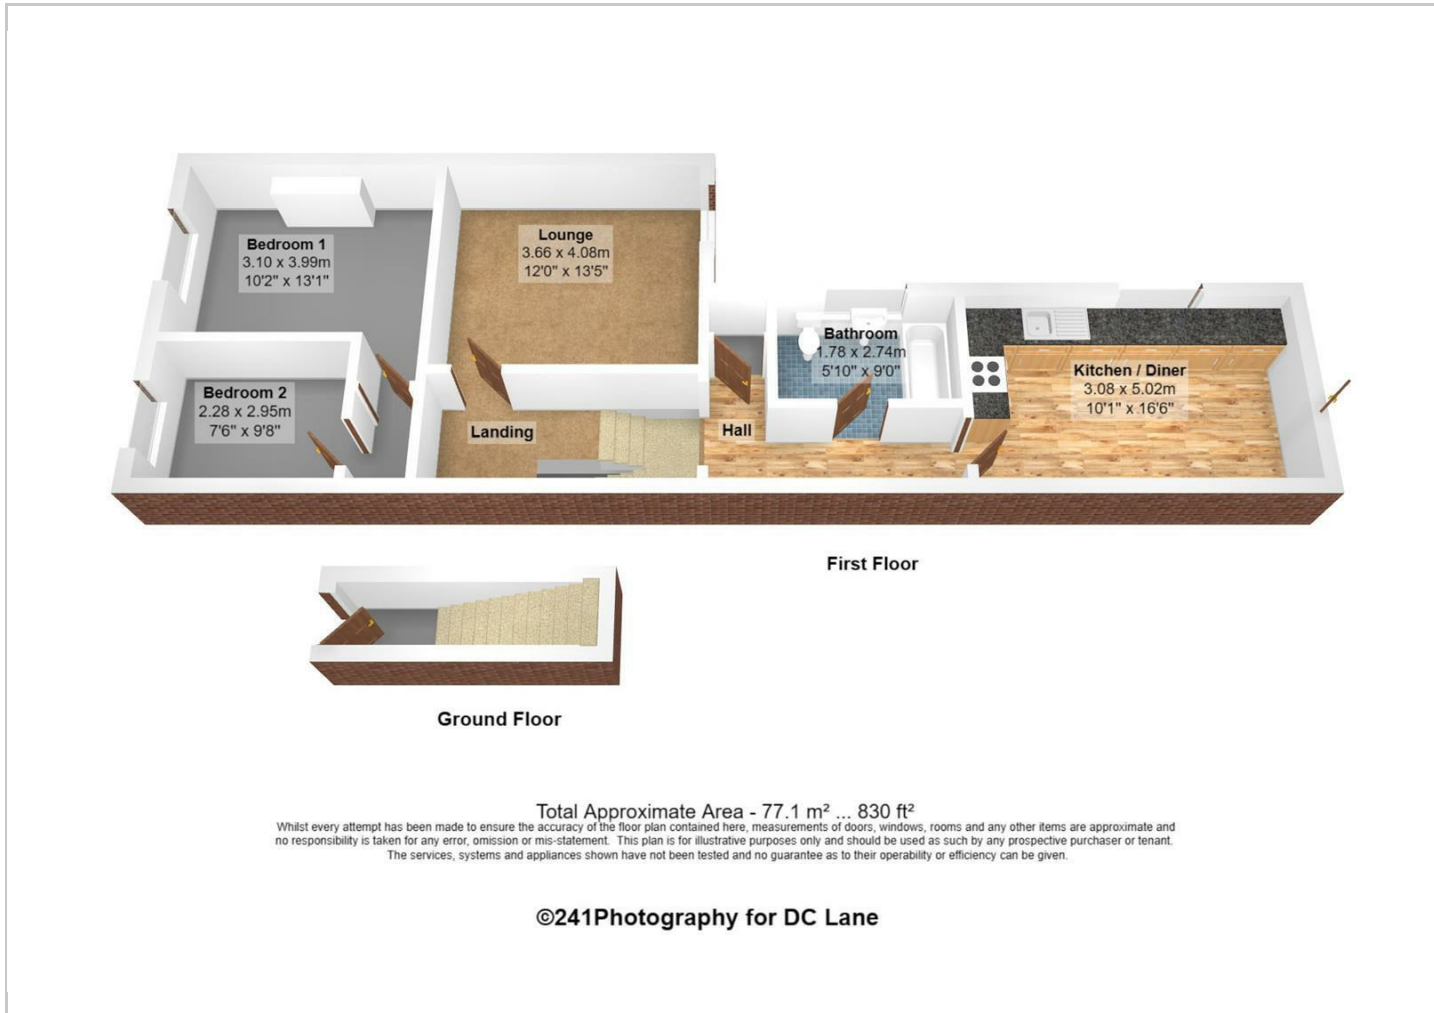 Bedroom 1
3.10 x 3.99m
10'2" x 13'1"
Lounge
3.66 x 4.08m
12'0" x 13'5"
Bedroom 2
2.28 x 2.95m
7'6" x 9'8"
Landing
Hall
Bathroom
1.78 x 2.74m
5'10" x 9'0"
Kitchen / Diner
3.08 x 5.02m
10'1" x 16'6"
First Floor
Ground Floor
Total Approximate Area - 77.1 m² ... 830 ft²
Whilst every attempt has been made to ensure the accuracy of the floor plan contained here, measurements of doors, windows, rooms and any other items are approximate and
no responsibility is taken for any error, omission or mis-statement. This plan is for illustrative purposes only and should be used as such by any prospective purchaser or tenant.
The services, systems and appliances shown have not been tested and no guarantee as to their operability or efficiency can be given.
©241Photography for DC Lane